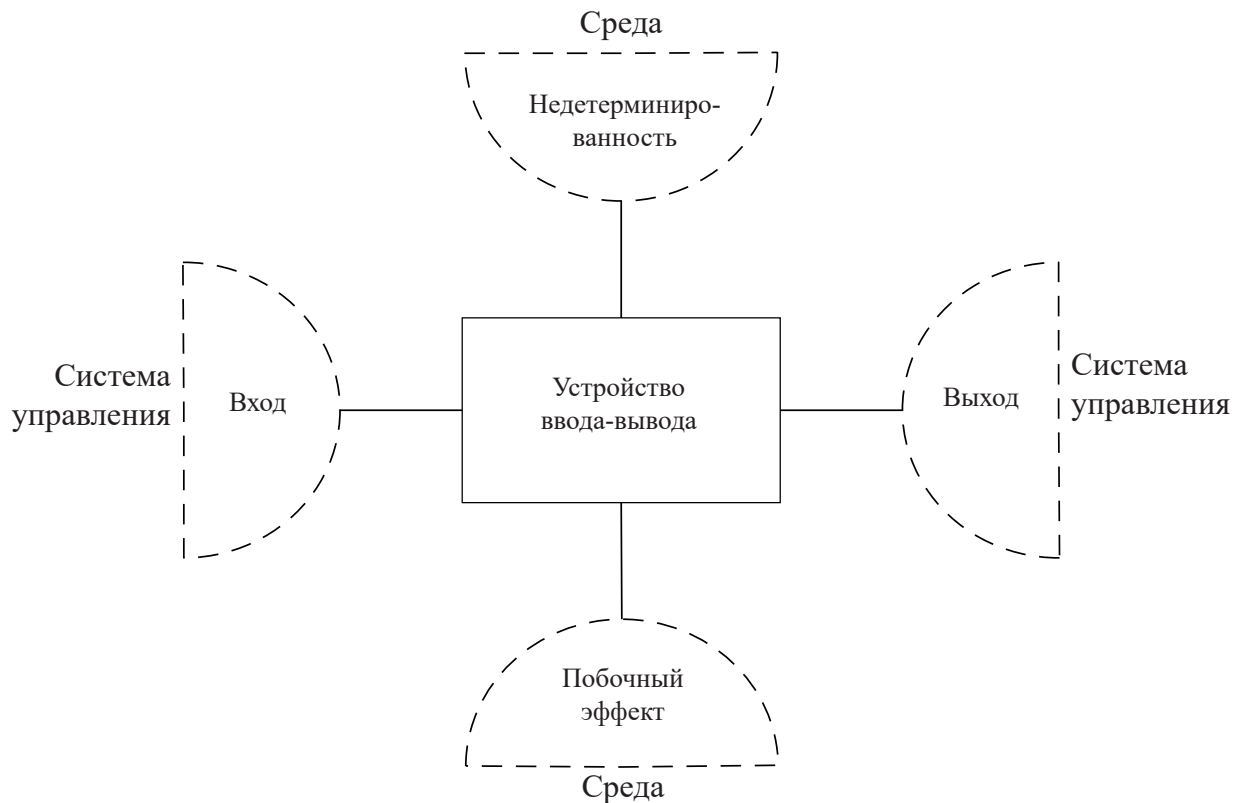 Среда
Недетерминиро-
ванность
Система
управления
Вход
Устройство
ввода-вывода
Выход
Система
управления
Побочный
эффект
Среда